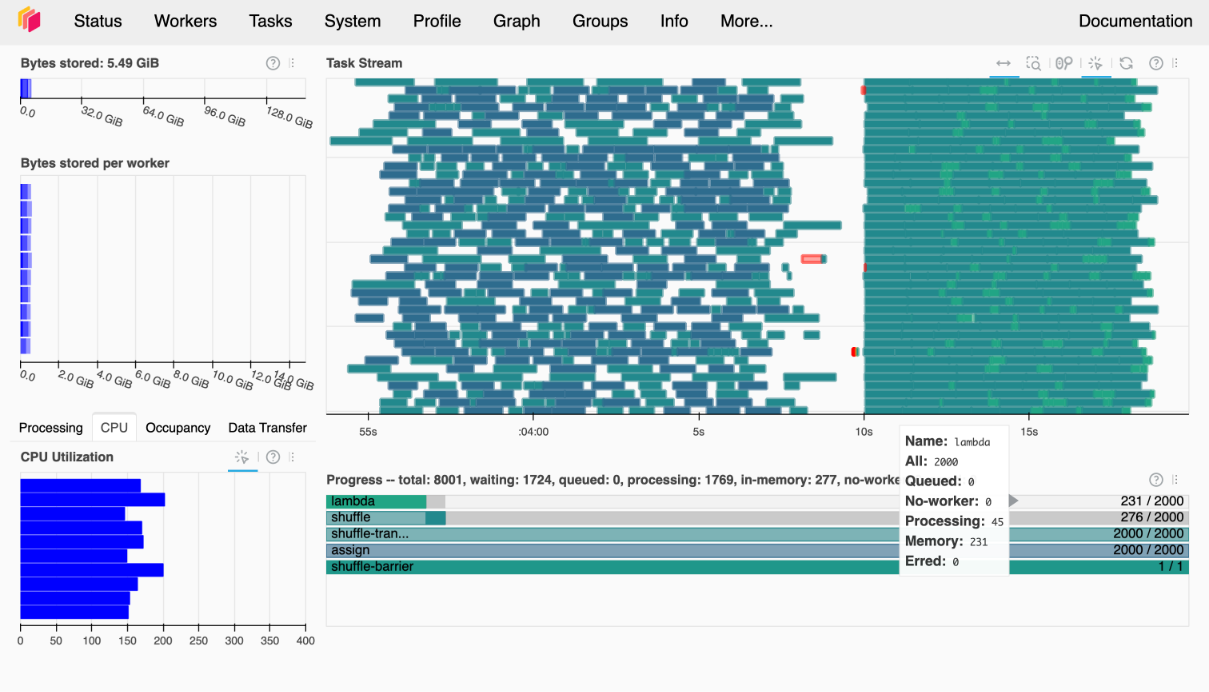 Status Workers Tasks System Profile Graph Groups Info More... Documentation
Bytes stored: 5.49 GiB
0.0 32.0 GiB 64.0 GiB 96.0 GiB 128.0 GiB
Bytes stored per worker
0.0 2.0 GiB 4.0 GiB 6.0 GiB 8.0 GiB 10.0 GiB 12.0 GiB 14.0 GiB
Processing CPU Occupancy Data Transfer
CPU Utilization
0 50 100 150 200 250 300 350 400
Task Stream
55s :04:00 5s 10s 15s
Progress -- total: 8001, waiting: 1724, queued: 0, processing: 1769, in-memory: 277, no-worke
lambda 231 / 2000
shuffle 276 / 2000
shuffle-tran... 2000 / 2000
assign 2000 / 2000
shuffle-barrier 1 / 1
Name: lambda
All: 2000
Queued: 0
No-worker: 0
Processing: 45
Memory: 231
Erred: 0